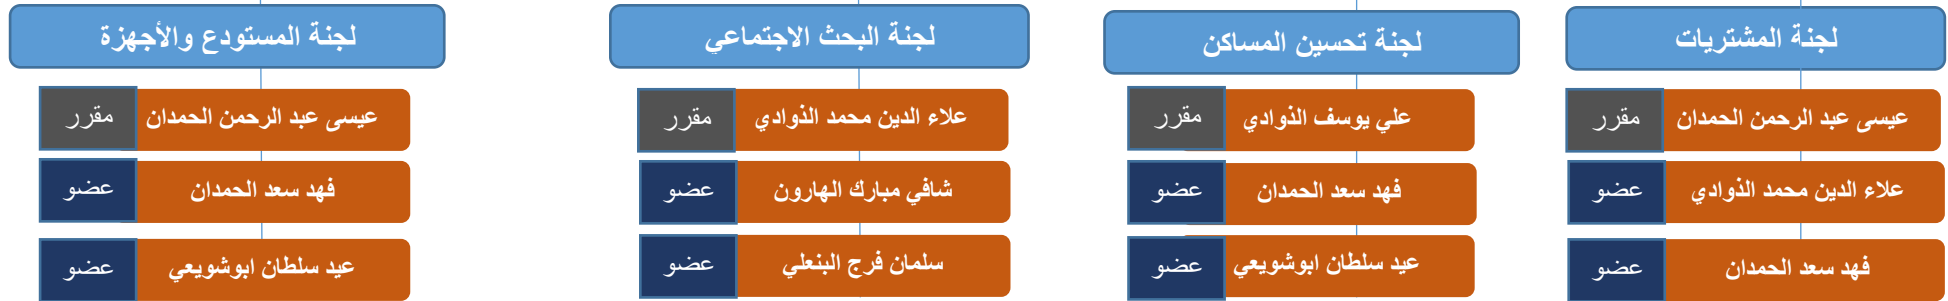 لجنة المشتريات
عيسى عبد الرحمن الحمدان
مقرر
علاء الدين محمد الذوادي
عضو
فهد سعد الحمدان
عضو
لجنة تحسين المساكن
علي يوسف الذوادي
مقرر
فهد سعد الحمدان
عضو
عيد سلطان ابوشويعي
عضو
لجنة البحث الاجتماعي
علاء الدين محمد الذوادي
مقرر
شافي مبارك الهارون
عضو
سلمان فرج البنعلي
عضو
لجنة المستودع والأجهزة
عيسى عبد الرحمن الحمدان
مقرر
فهد سعد الحمدان
عضو
عيد سلطان ابوشويعي
عضو